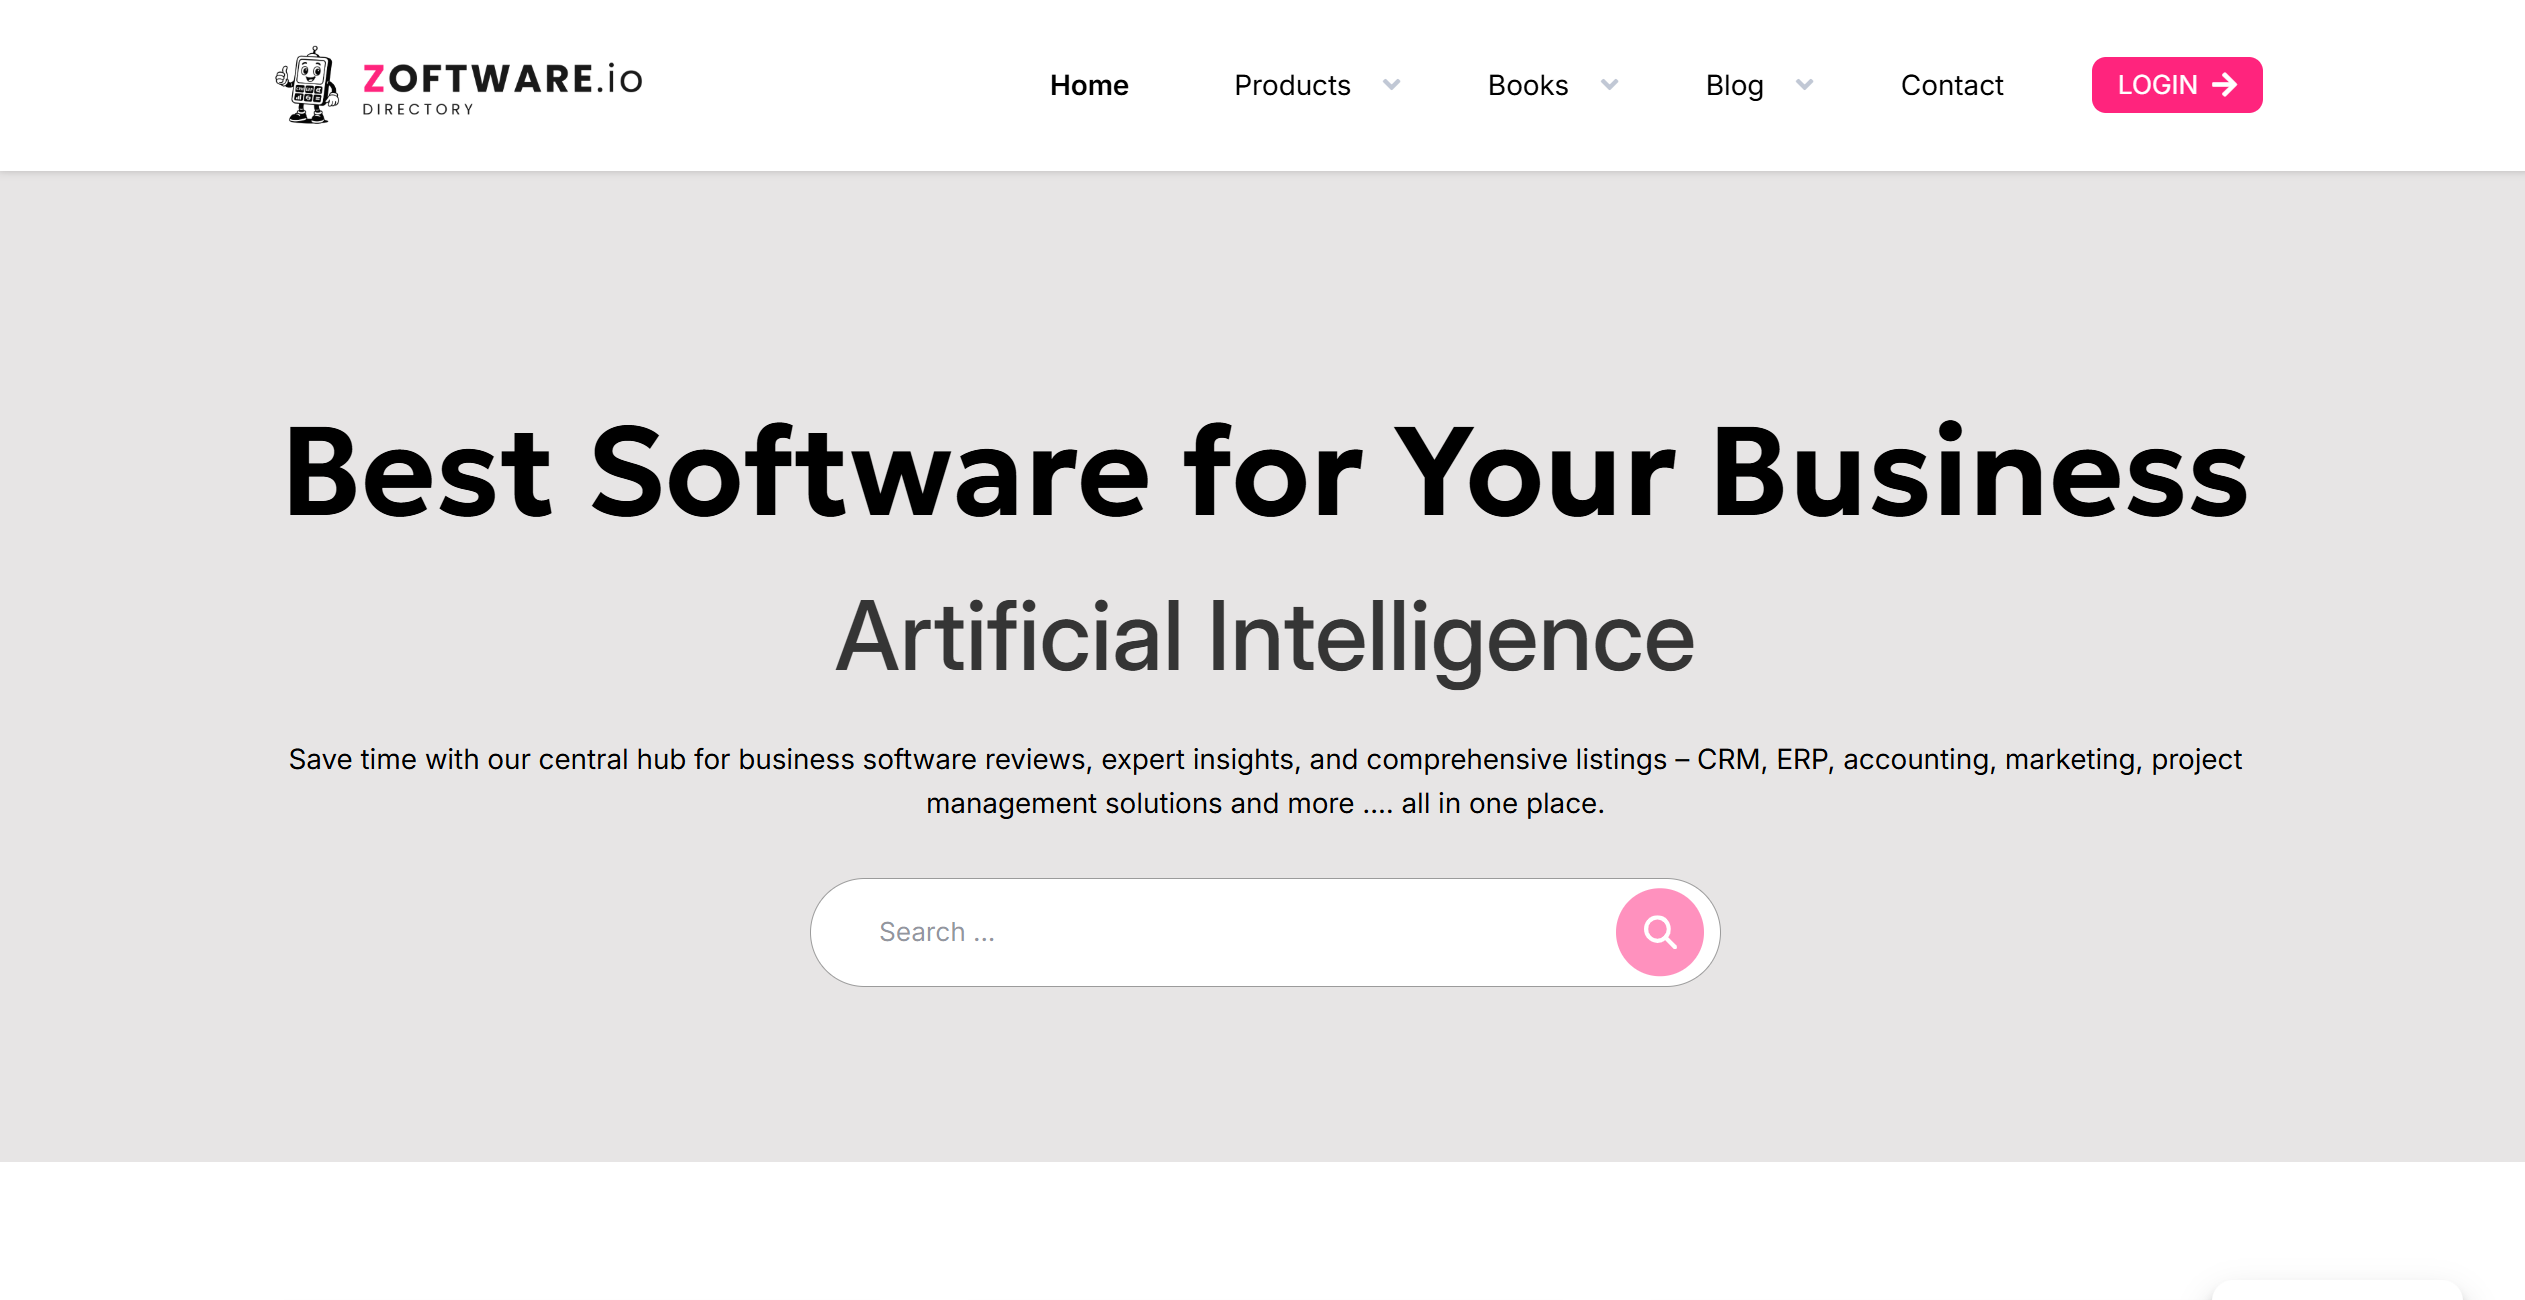 ZOFTWARE.io
DIRECTORY
Home Products Books Blog Contact LOGIN
Best Software for Your Business
Artificial Intelligence
Save time with our central hub for business software reviews, expert insights, and comprehensive listings – CRM, ERP, accounting, marketing, project
management solutions and more .... all in one place.
Search ...